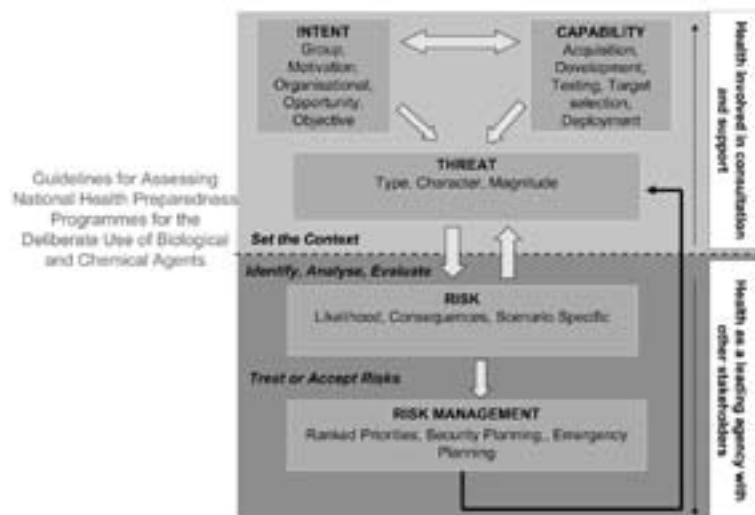 INTENT
Group,
Motivation,
Organisational,
Opportunity,
Objective
CAPABILITY
Acquisition,
Development,
Testing, Target
selection,
Deployment
THREAT
Type, Character, Magnitude
Guidelines for Assessing
National Health Preparedness
Programmes for the
Deliberate Use of Biological
and Chemical Agents
Set the Context
Identify, Analyse, Evaluate
RISK
Likelihood, Consequences, Scenario Specific
Treat or Accept Risks
RISK MANAGEMENT
Ranked Priorities, Security Planning,, Emergency
Planning
Health involved in consultation
and support
Health as a leading agency with
other stakeholders